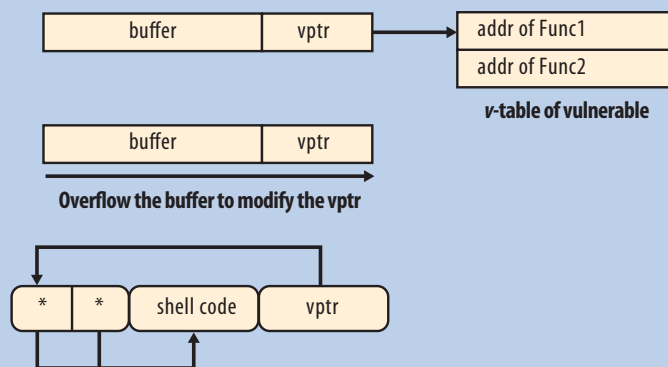 buffer vptr addr of Func1
addr of Func2
v-table of vulnerable
buffer vptr
Overflow the buffer to modify the vptr
* * shell code vptr